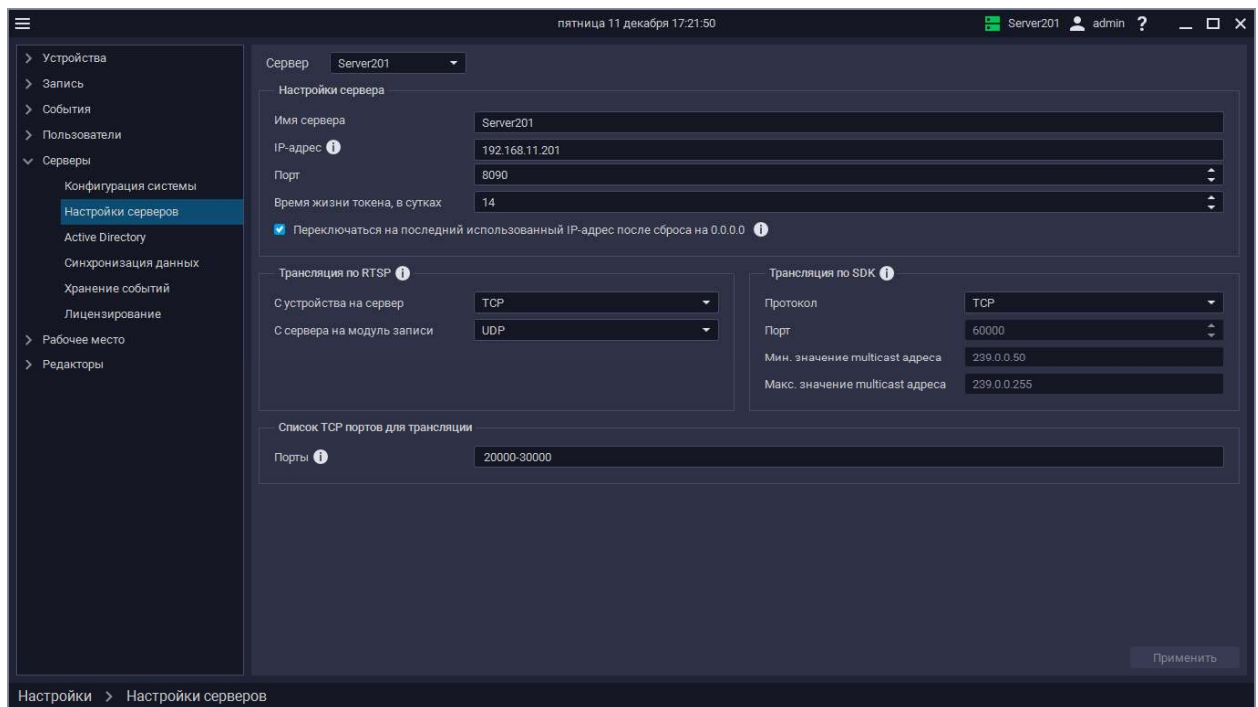 пятница 11 декабря 17:21:50 Server201 admin ?
Устройства
Запись
События
Пользователи
Серверы
Конфигурация системы
Настройки серверов
Active Directory
Синхронизация данных
Хранение событий
Лицензирование
Рабочее место
Редакторы
Сервер Server201
Настройки сервера
Имя сервера Server201
IP-адрес i 192.168.11.201
Порт 8090
Время жизни токена, в сутках 14
Переключаться на последний использованный IP-адрес после сброса на 0.0.0.0 i
Трансляция по RTSP i
С устройства на сервер TCP
С сервера на модуль записи UDP
Трансляция по SDK i
Протокол TCP
Порт 60000
Мин. значение multicast адреса 239.0.0.50
Макс. значение multicast адреса 239.0.0.255
Список TCP портов для трансляции
Порты i 20000-30000
Применить
Настройки > Настройки серверов